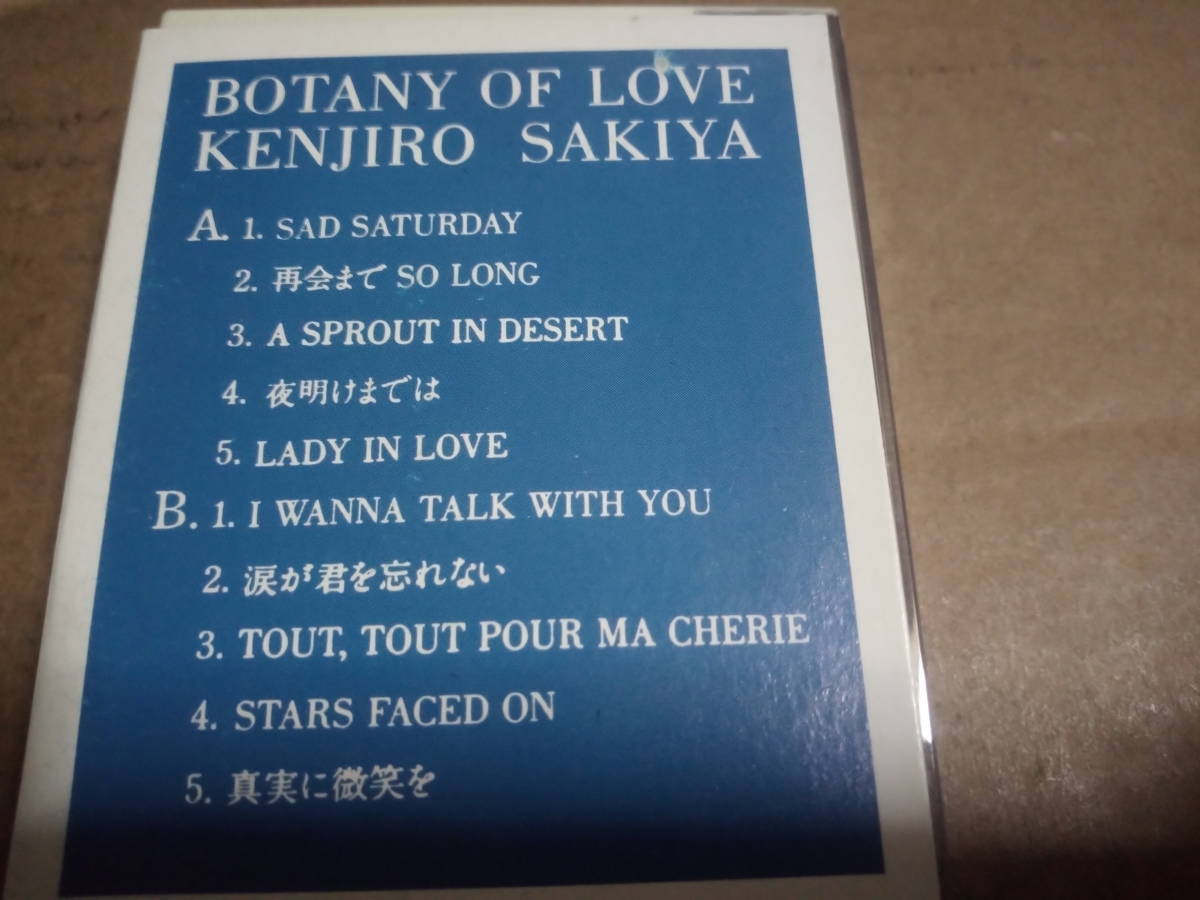 BOTANY OF LOVE
KENJIRO SAKIYA
A. 1. SAD SATURDAY
2. 再会まで SO LONG
3. A SPROUT IN DESERT
4. 夜明けまでは
5. LADY IN LOVE
B. 1. I WANNA TALK WITH YOU
2. 涙が君を忘れない
3. TOUT, TOUT POUR MA CHERIE
4. STARS FACED ON
5. 真実に微笑を